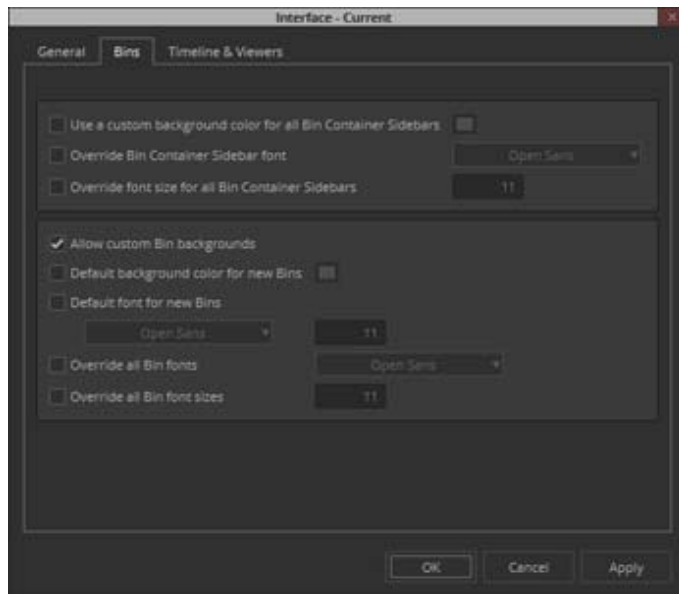 Interface - Current
General Bins Timeline & Viewers
Use a custom background color for all Bin Container Sidebars
Override Bin Container Sidebar font Open Sans
Override font size for all Bin Container Sidebars 11
Allow custom Bin backgrounds
Default background color for new Bins
Default font for new Bins
Open Sans 11
Override all Bin fonts Open Sans
Override all Bin font sizes 11
OK Cancel Apply